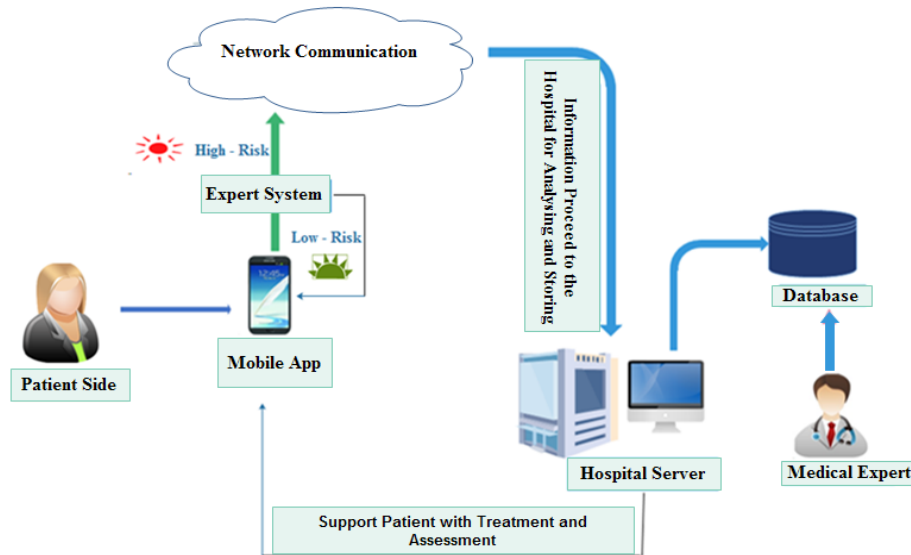 Network Communication
High - Risk
Expert System
Low - Risk
Information Proceed to the
Hospital for Analysing and Storing
Database
Mobile App
Patient Side
Hospital Server
Medical Expert
Support Patient with Treatment and
Assessment